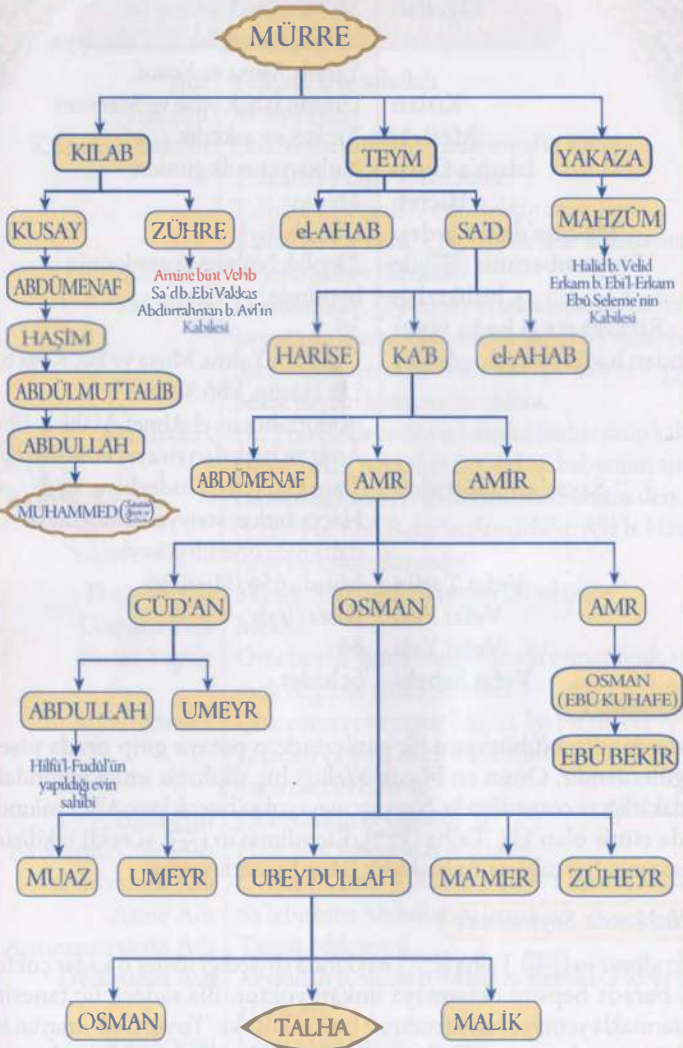 MÜRRE
KILAB
TEYM
YAKAZA
KUSAY
ZÜHRE
el-AHAB
SA'D
MAHZÛM
Amine bint Vehb
Sa'd b. Ebi Vakkas
Abdurrahman b. Avf'ın
Kabilesi
Halid b. Velid
Erkam b. Ebi'l-Erkam
Ebû Seleme'nin
Kabilesi
ABDÜMENAF
HAŞİM
HARİSE
KA'B
el-AHAB
ABDÜLMUTTALİB
ABDULLAH
MUHAMMED
ABDÜMENAF
AMR
AMİR
CÜD'AN
OSMAN
AMR
ABDULLAH
UMEYR
OSMAN
(EBÛ KUHAFE)
EBÛ BEKİR
Hilfü'l-Fudûl'ün
yapıldığı evin
sahibi
MUAZ
UMEYR
UBEYDULLAH
MA'MER
ZÜHEYR
OSMAN
TALHA
MALİK